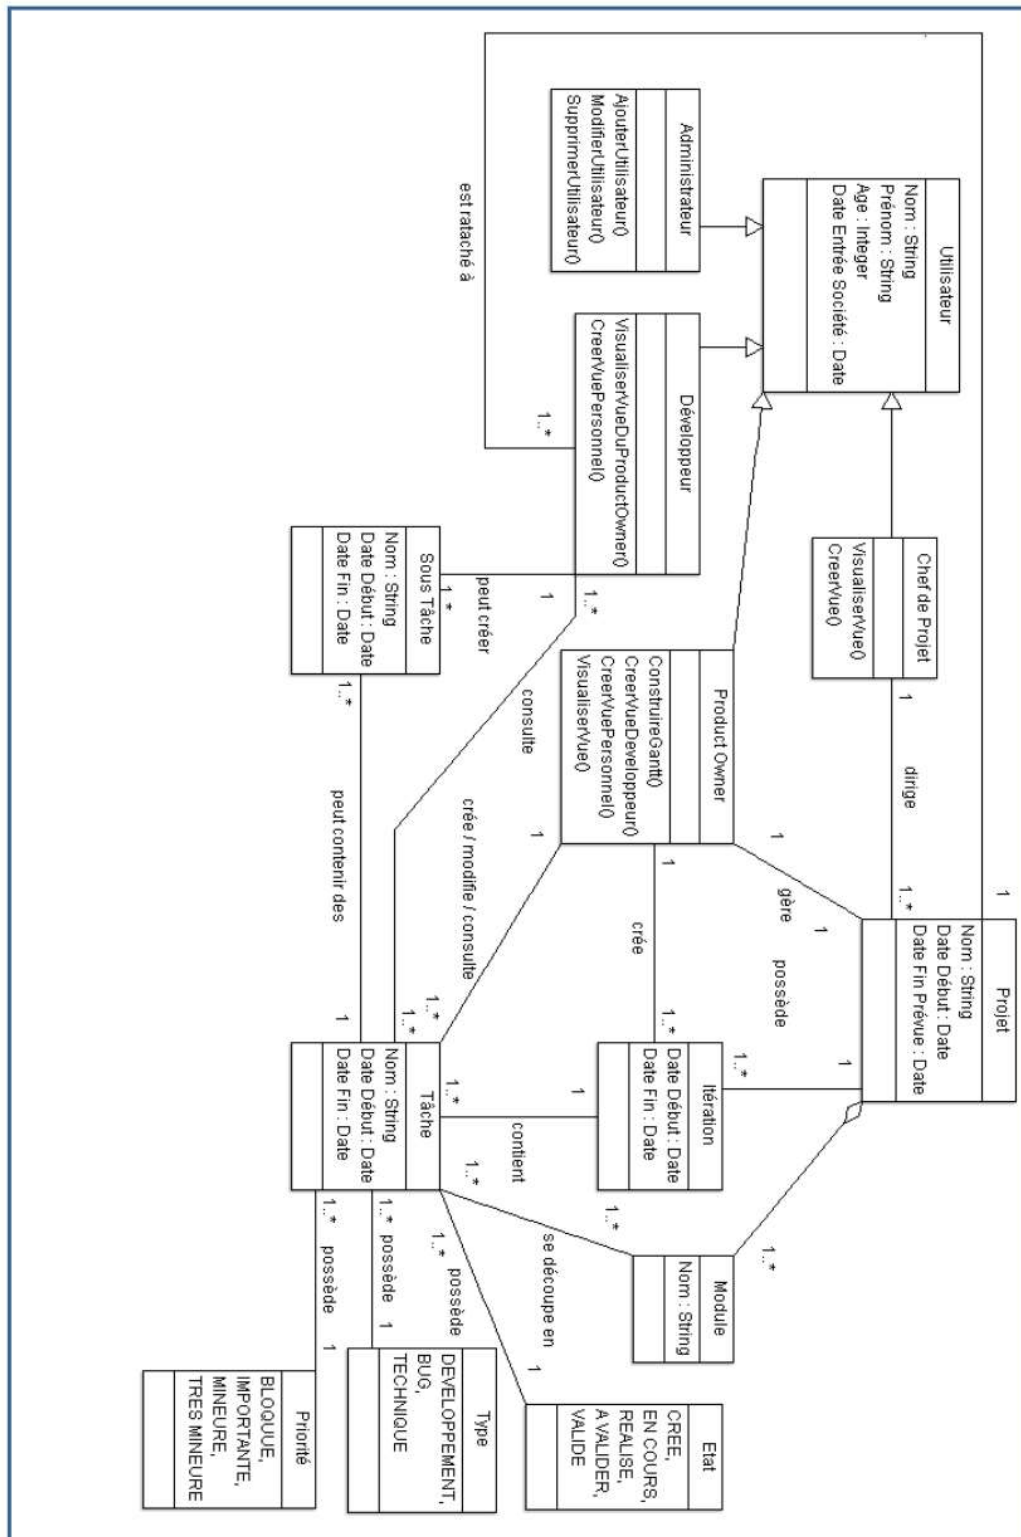 Utilisateur
Nom : String
Prénom : String
Age : Integer
Date Entrée Société : Date
Administrateur
AjouterUtilisateur()
ModifierUtilisateur()
SupprimerUtilisateur()
Développeur
VisualiserVueDuProductOwner()
CreerVuePersonnel()
Chef de Projet
VisualiserVue()
CreerVue()
Product Owner
ConstruireGantt()
CreerVueDeveloppeur()
CreerVuePersonnel()
VisualiserVue()
Projet
Nom : String
Date Début : Date
Date Fin Prévue : Date
Sous Tâche
Nom : String
Date Début : Date
Date Fin : Date
Itération
Date Début : Date
Date Fin : Date
Tâche
Nom : String
Date Début : Date
Date Fin : Date
Module
Nom : String
Etat
CREE,
EN COURS,
REALISE,
A VALIDER,
VALIDE
Type
DEVELOPPEMENT,
BUG,
TECHNIQUE
Priorité
BLOQUUE,
IMPORTANTE,
MINEURE,
TRES MINEURE
est rataché à
1..*
1
1
dirige
1..*
1
gère
1
1
possède
1..*
1
1..*
1
crée
1..*
1
peut créer
1..*
1..*
consulte
1..*
1
crée / modifie / consulte
1..*
1..*
peut contenir des
1
1
contient
1..*
1..*
se découpe en
1..*
1..*
possède
1
1..*
possède
1
1..*
possède
1